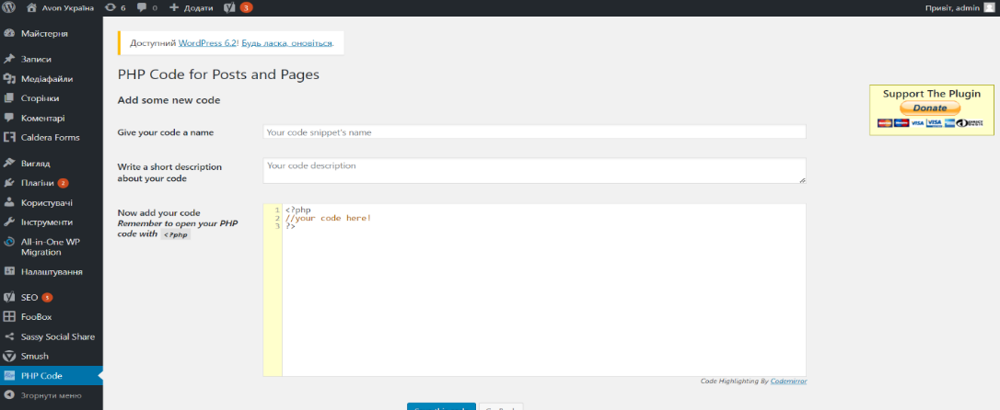 Avon Україна 6 0 Додати 3 Привіт, admin
Майстерня
Доступний WordPress 6.2! Будь ласка, оновіться.
Записи
Медіафайли
Сторінки
Коментарі
Caldera Forms
Вигляд
Плагіни 2
Користувачі
Інструменти
All-in-One WP
Migration
Налаштування
SEO
FooBox
Sassy Social Share
Smush
PHP Code
Згорнути меню
PHP Code for Posts and Pages
Add some new code
Give your code a name
Your code snippet's name
Write a short description
about your code
Your code description
Now add your code
Remember to open your PHP
code with <?php
1 <?php
2 //your code here!
3 ?>
Code Highlighting By Codemirror
Support The Plugin
Donate
VISA VISA